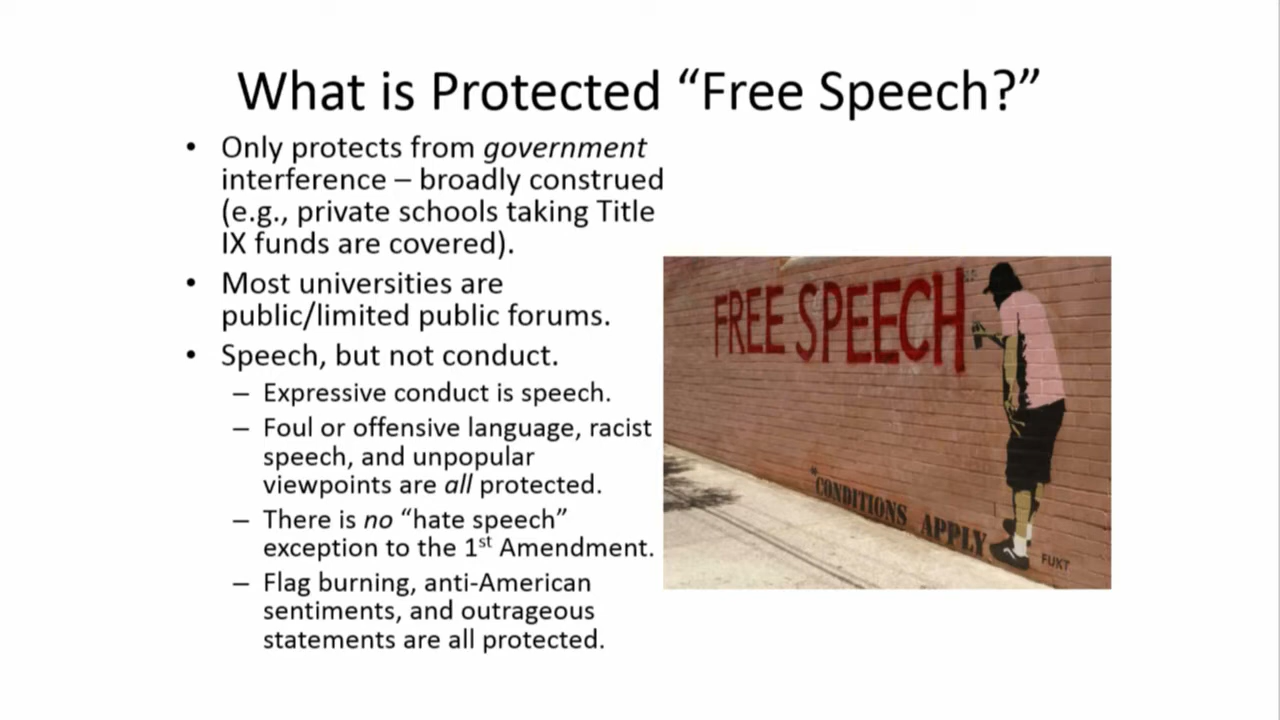 What is Protected “Free Speech?”
• Only protects from government
interference – broadly construed
(e.g., private schools taking Title
IX funds are covered).
• Most universities are
public/limited public forums.
• Speech, but not conduct.
– Expressive conduct is speech.
– Foul or offensive language, racist
speech, and unpopular
viewpoints are all protected.
– There is no “hate speech”
exception to the 1st Amendment.
– Flag burning, anti-American
sentiments, and outrageous
statements are all protected.
FREE SPEECH*
*CONDITIONS APPLY
FUKT